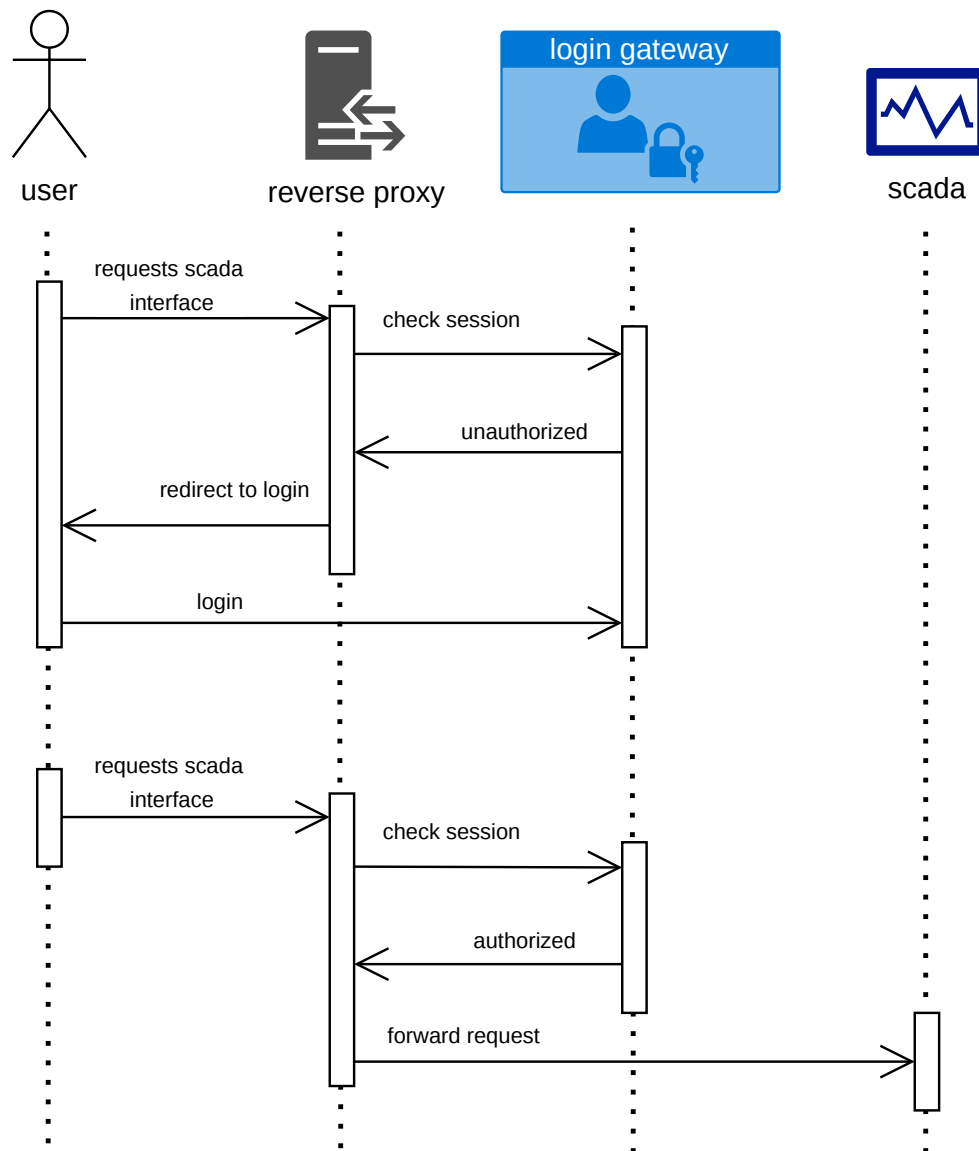 login gateway
user
reverse proxy
scada
requests scada
interface
check session
unauthorized
redirect to login
login
requests scada
interface
check session
authorized
forward request